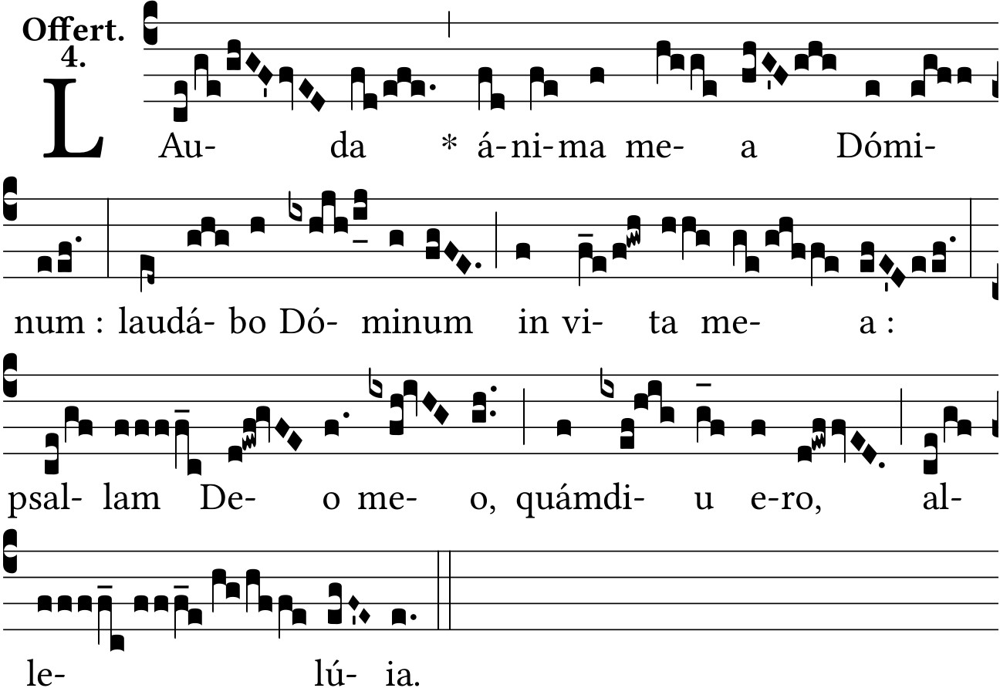 Offert.
4.
LAu- da * á-ni-ma me- a Dómi-
num : laudá- bo Dó- minum in vi- ta me- a :
psal- lam De- o me- o, quámdi- u e-ro, al-
le- lú- ia.